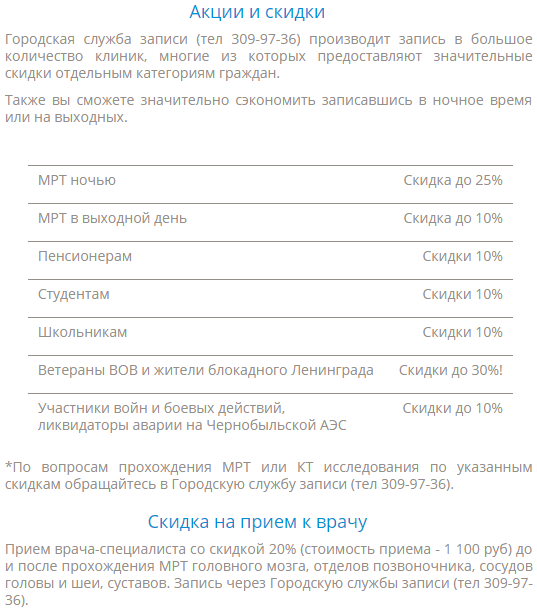 Акции и скидки
Городская служба записи (тел 309-97-36) производит запись в большое
количество клиник, многие из которых предоставляют значительные
скидки отдельным категориям граждан.
Также вы сможете значительно сэкономить записавшись в ночное время
или на выходных.
МРТ ночью Скидка до 25%
МРТ в выходной день Скидка до 10%
Пенсионерам Скидки 10%
Студентам Скидки 10%
Школьникам Скидки 10%
Ветераны ВОВ и жители блокадного Ленинграда Скидки до 30%!
Участники войн и боевых действий, Скидки до 10%
ликвидаторы аварии на Чернобыльской АЭС
*По вопросам прохождения МРТ или КТ исследования по указанным
скидкам обращайтесь в Городскую службу записи (тел 309-97-36).
Скидка на прием к врачу
Прием врача-специалиста со скидкой 20% (стоимость приема - 1 100 руб) до
и после прохождения МРТ головного мозга, отделов позвоночника, сосудов
головы и шеи, суставов. Запись через Городскую службы записи (тел 309-97-
36).